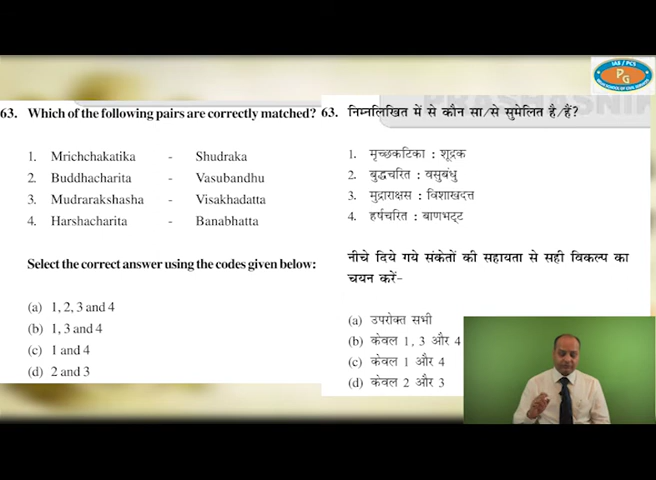 IAS / PCS
PG
63. Which of the following pairs are correctly matched?
1. Mrichchakatika - Shudraka
2. Buddhacharita - Vasubandhu
3. Mudrarakshasha - Visakhadatta
4. Harshacharita - Banabhatta
Select the correct answer using the codes given below:
(a) 1, 2, 3 and 4
(b) 1, 3 and 4
(c) 1 and 4
(d) 2 and 3
63. निम्नलिखित में से कौन सा/से सुमेलित है/हैं?
1. मृच्छकटिका : शूद्रक
2. बुद्धचरित : वसुबंधु
3. मुद्राराक्षस : विशाखदत्त
4. हर्षचरित : बाणभट्ट
नीचे दिये गये संकेतों की सहायता से सही विकल्प का
चयन करें-
(a) उपरोक्त सभी
(b) केवल 1, 3 और 4
(c) केवल 1 और 4
(d) केवल 2 और 3